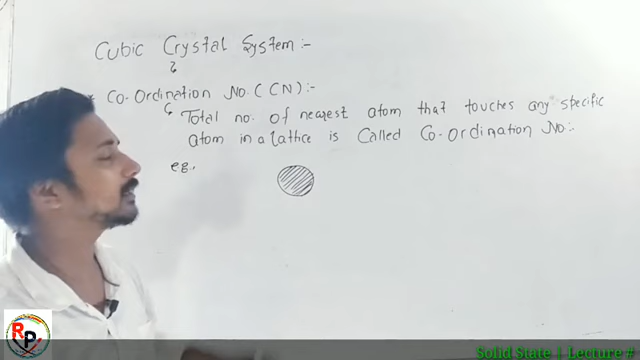 Cubic Crystal System :-
* Co-Ordination No. (CN) :-
Total no. of nearest atom that touches any specific
atom in a lattice is Called Co-Ordination No:-
eg.,
RP
Solid State | Lecture #